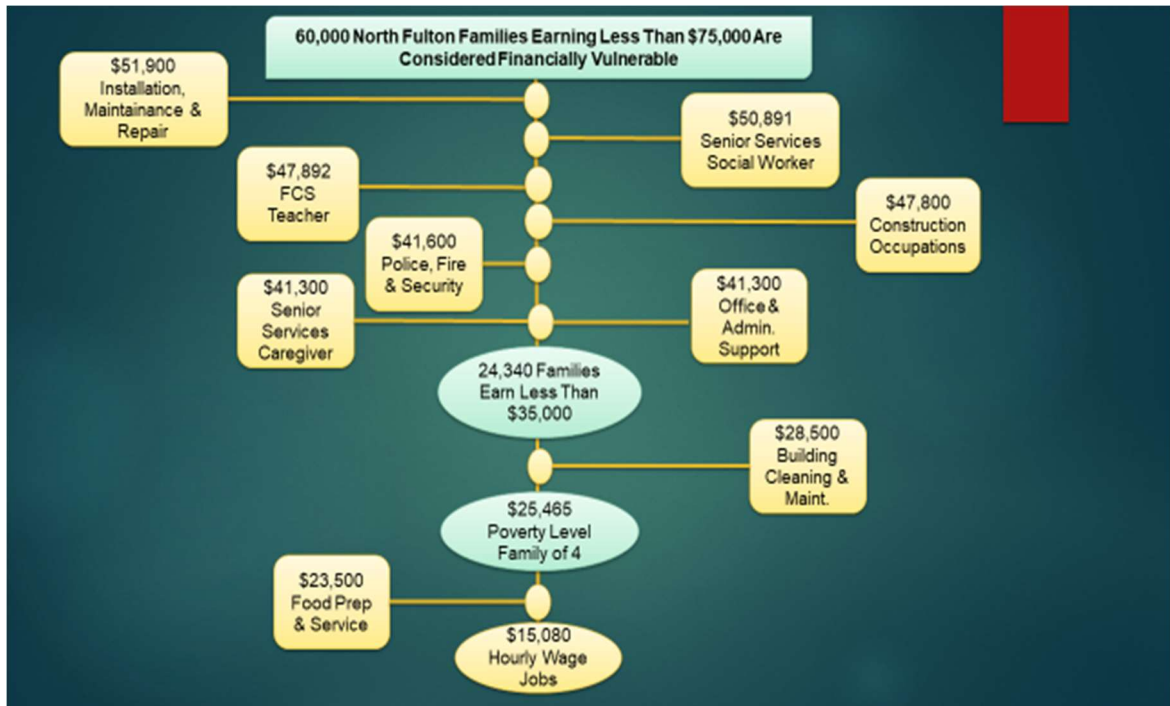 60,000 North Fulton Families Earning Less Than $75,000 Are
Considered Financially Vulnerable
$51,900
Installation,
Maintainance &
Repair
$50,891
Senior Services
Social Worker
$47,892
FCS
Teacher
$47,800
Construction
Occupations
$41,600
Police, Fire
& Security
$41,300
Senior
Services
Caregiver
$41,300
Office &
Admin.
Support
24,340 Families
Earn Less Than
$35,000
$28,500
Building
Cleaning &
Maint.
$25,465
Poverty Level
Family of 4
$23,500
Food Prep
& Service
$15,080
Hourly Wage
Jobs